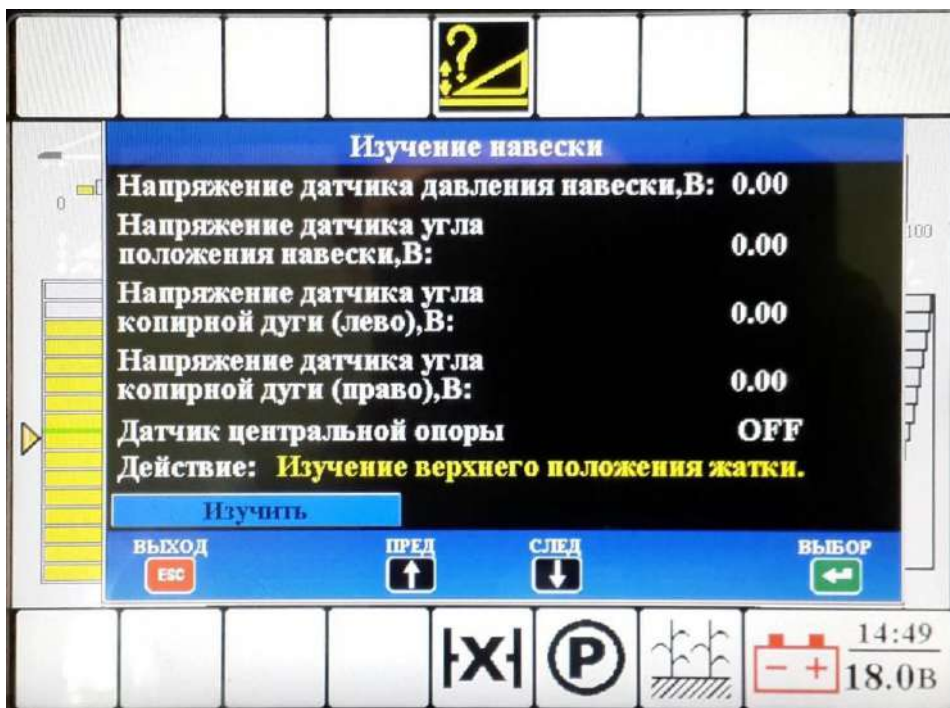 ?
Изучение навески
Напряжение датчика давления навески,В: 0.00
Напряжение датчика угла
положения навески,В: 0.00
Напряжение датчика угла
копирной дуги (лево),В: 0.00
Напряжение датчика угла
копирной дуги (право),В: 0.00
Датчик центральной опоры OFF
Действие: Изучение верхнего положения жатки.
Изучить
0
100
ВЫХОД ПРЕД СЛЕД ВЫБОР
ESC
X P - + 14:49
18.0В